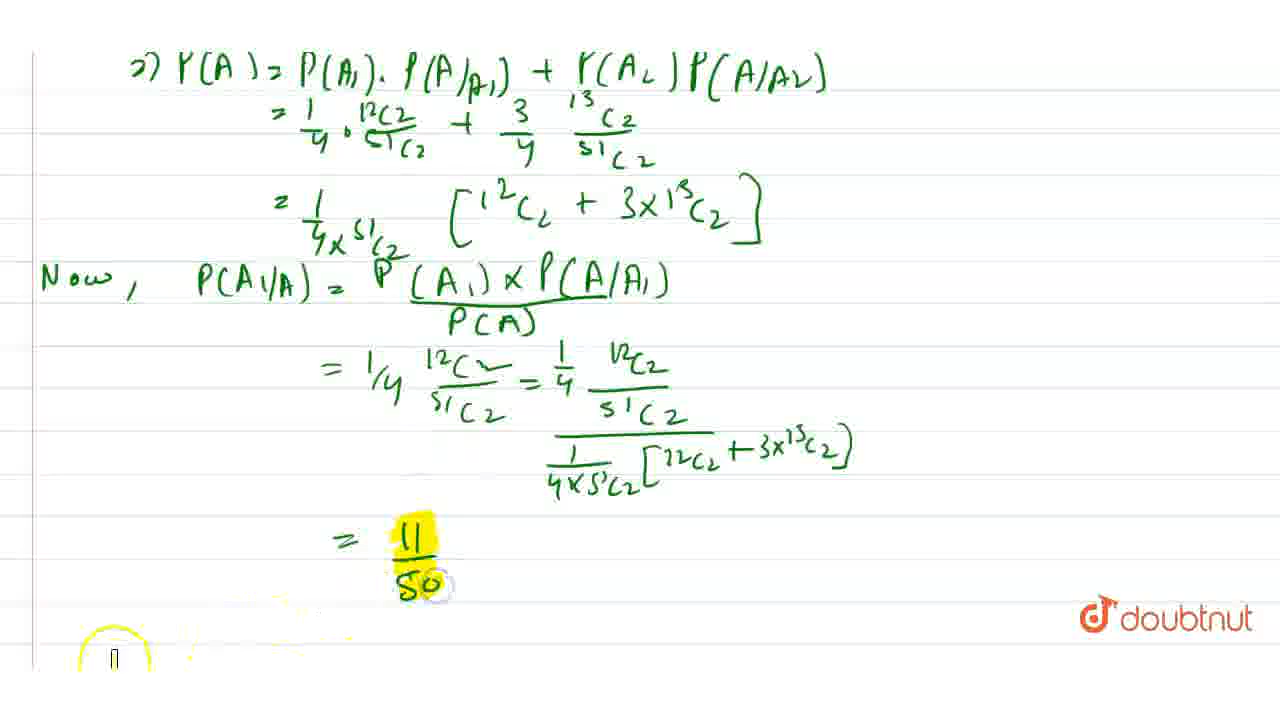 ⇒) P(A) = P(A₁). P(A/A₁) + P(A₂) P(A/A₂)
= 1/4 . ¹²C₂/⁵¹C₂ + 3/4 ¹³C₂/⁵¹C₂
= 1/4×⁵¹C₂ [¹²C₂ + 3×¹³C₂]
Now, P(A₁/A) = P(A₁) × P(A/A₁) / P(A)
= 1/4 ¹²C₂/⁵¹C₂ = 1/4 ¹²C₂/⁵¹C₂ / 1/4×⁵¹C₂ [12C₂ + 3×¹³C₂]
= 11/50
doubtnut